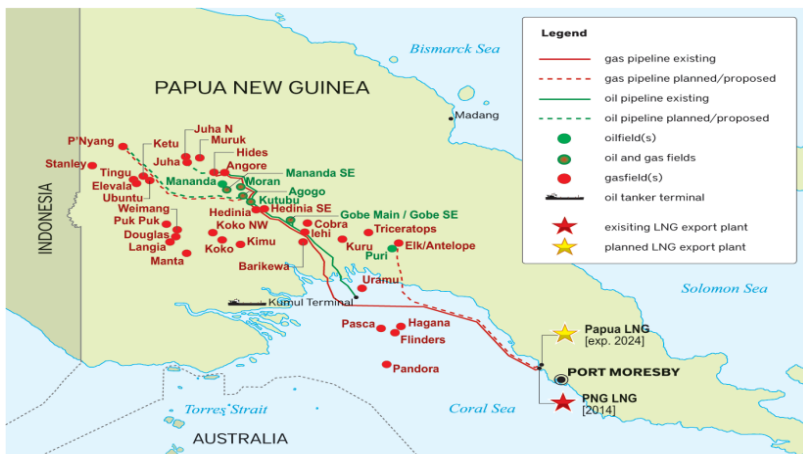 Bismarck Sea
PAPUA NEW GUINEA
Madang
INDONESIA
P'Nyang
Stanley
Ketu
Tingu
Elevala
Ubuntu
Juha N
Muruk
Juha
Hides
Angore
Mananda SE
Mananda
Moran
Agogo
Kutubu
Hedinia
Hedinia SE
Gobe Main / Gobe SE
Weimang
Puk Puk
Douglas
Langia
Manta
Koko NW
Koko
Kimu
Cobra
Iehi
Barikewa
Kuru
Triceratops
Elk/Antelope
Puri
Uramu
Kumul Terminal
Pasca
Hagana
Flinders
Pandora
Solomon Sea
Papua LNG
[exp. 2024]
PORT MORESBY
PNG LNG
[2014]
Torres Strait
Coral Sea
AUSTRALIA
Legend
gas pipeline existing
gas pipeline planned/proposed
oil pipeline existing
oil pipeline planned/proposed
oilfield(s)
oil and gas fields
gasfield(s)
oil tanker terminal
exisiting LNG export plant
planned LNG export plant